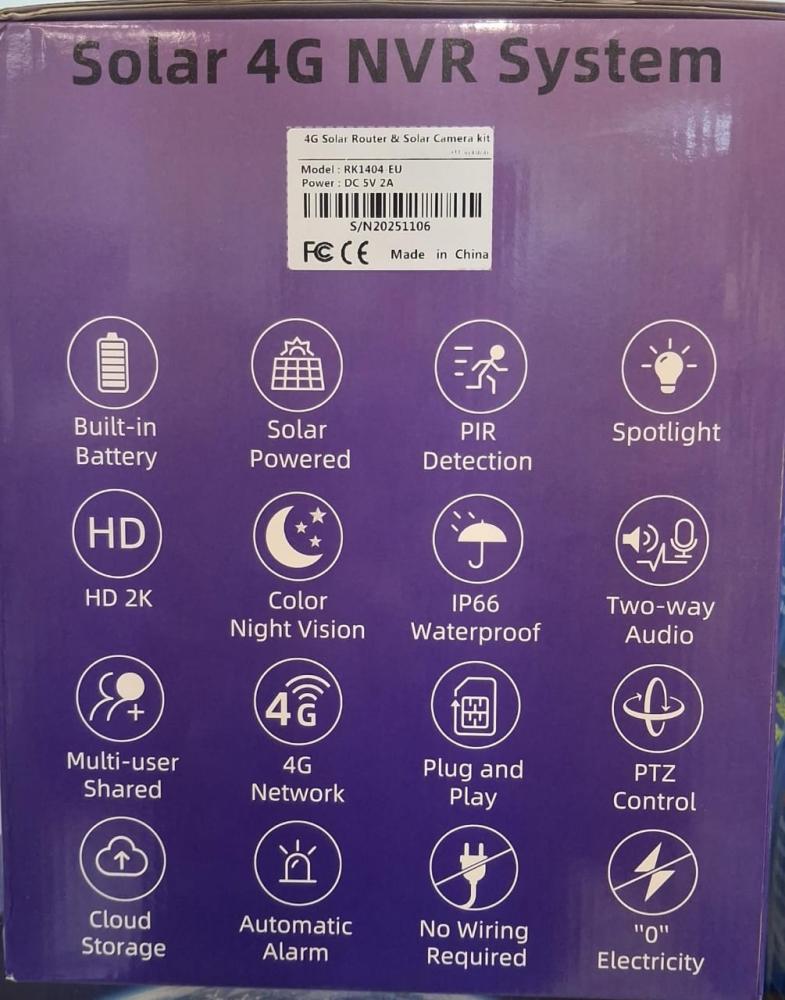 Solar 4G NVR System
4G Solar Router & Solar Camera kit
Model : RK1404-EU
Power : DC 5V 2A
S/N20251106
FC CE Made in China
Built-in
Battery
Solar
Powered
PIR
Detection
Spotlight
HD
HD 2K
Color
Night Vision
IP66
Waterproof
Two-way
Audio
Multi-user
Shared
4G
4G
Network
Plug and
Play
PTZ
Control
Cloud
Storage
Automatic
Alarm
No Wiring
Required
"0"
Electricity